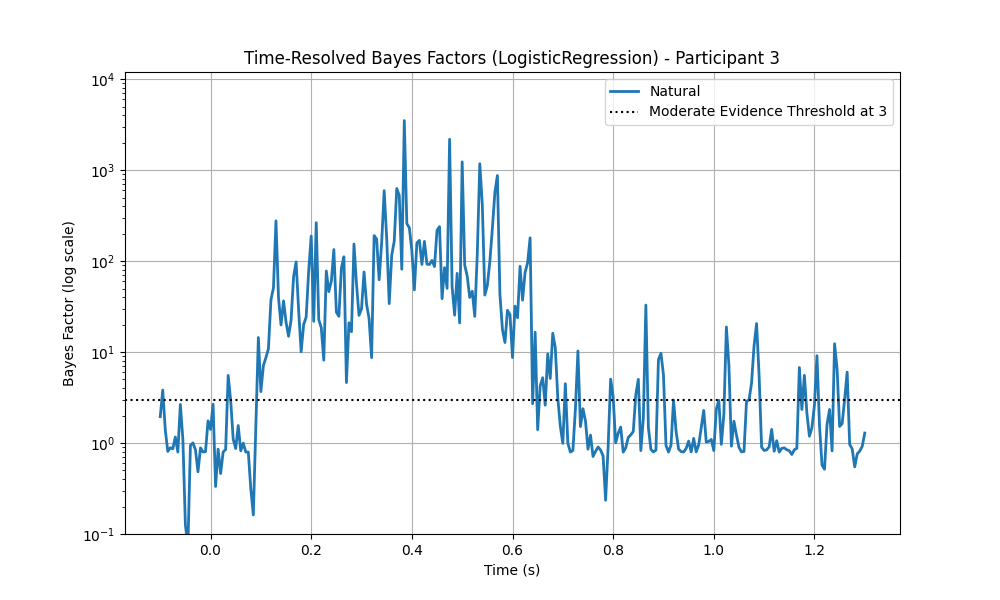 Time-Resolved Bayes Factors (LogisticRegression) - Participant 3
Natural
Moderate Evidence Threshold at 3
Bayes Factor (log scale)
10⁴
10³
10²
10¹
10⁰
10⁻¹
0.0 0.2 0.4 0.6 0.8 1.0 1.2
Time (s)